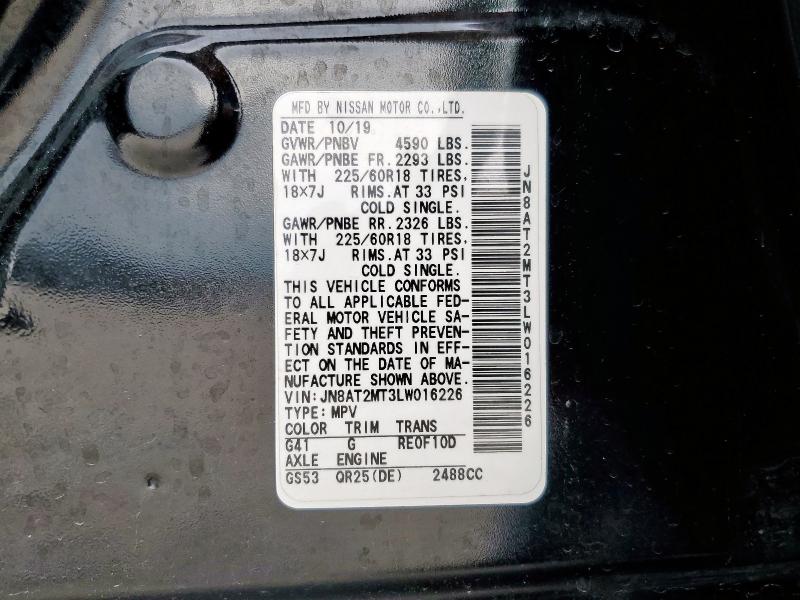 MFD BY NISSAN MOTOR CO.,LTD.
DATE 10/19
GVWR/PNBV 4590 LBS.
GAWR/PNBE FR.2293 LBS.
WITH 225/60R18 TIRES,
18×7J RIMS.AT 33 PSI
COLD SINGLE.
GAWR/PNBE RR.2326 LBS.
WITH 225/60R18 TIRES,
18×7J RIMS.AT 33 PSI
COLD SINGLE.
THIS VEHICLE CONFORMS
TO ALL APPLICABLE FED-
ERAL MOTOR VEHICLE SA-
FETY AND THEFT PREVEN-
TION STANDARDS IN EFF-
ECT ON THE DATE OF MA-
NUFACTURE SHOWN ABOVE.
VIN:JN8AT2MT3LW016226
TYPE:MPV
COLOR TRIM TRANS
G41 G RE0F10D
AXLE ENGINE
GS53 QR25(DE) 2488CC
JN8AT2MT3LW016226